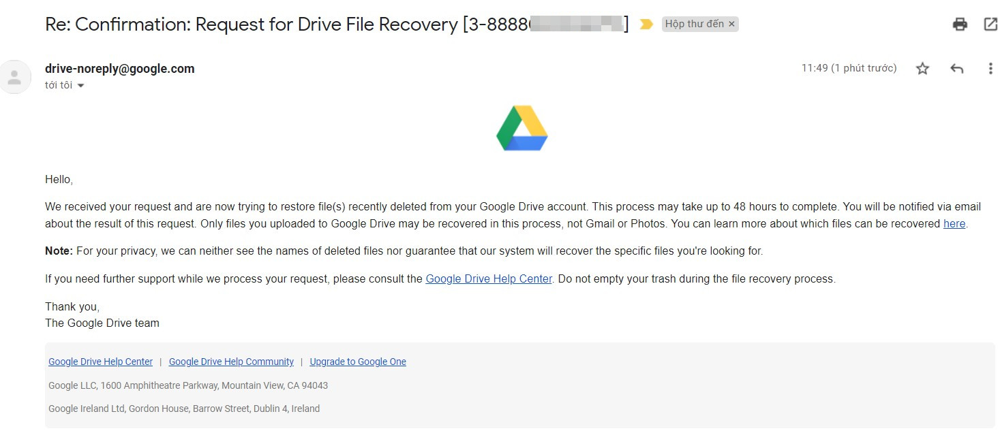 Re: Confirmation: Request for Drive File Recovery [3-8888 ] Hộp thư đến ×
drive-noreply@google.com 11:49 (1 phút trước)
tới tôi
Hello,
We received your request and are now trying to restore file(s) recently deleted from your Google Drive account. This process may take up to 48 hours to complete. You will be notified via email
about the result of this request. Only files you uploaded to Google Drive may be recovered in this process, not Gmail or Photos. You can learn more about which files can be recovered here.
Note: For your privacy, we can neither see the names of deleted files nor guarantee that our system will recover the specific files you're looking for.
If you need further support while we process your request, please consult the Google Drive Help Center. Do not empty your trash during the file recovery process.
Thank you,
The Google Drive team
Google Drive Help Center | Google Drive Help Community | Upgrade to Google One
Google LLC, 1600 Amphitheatre Parkway, Mountain View, CA 94043
Google Ireland Ltd, Gordon House, Barrow Street, Dublin 4, Ireland